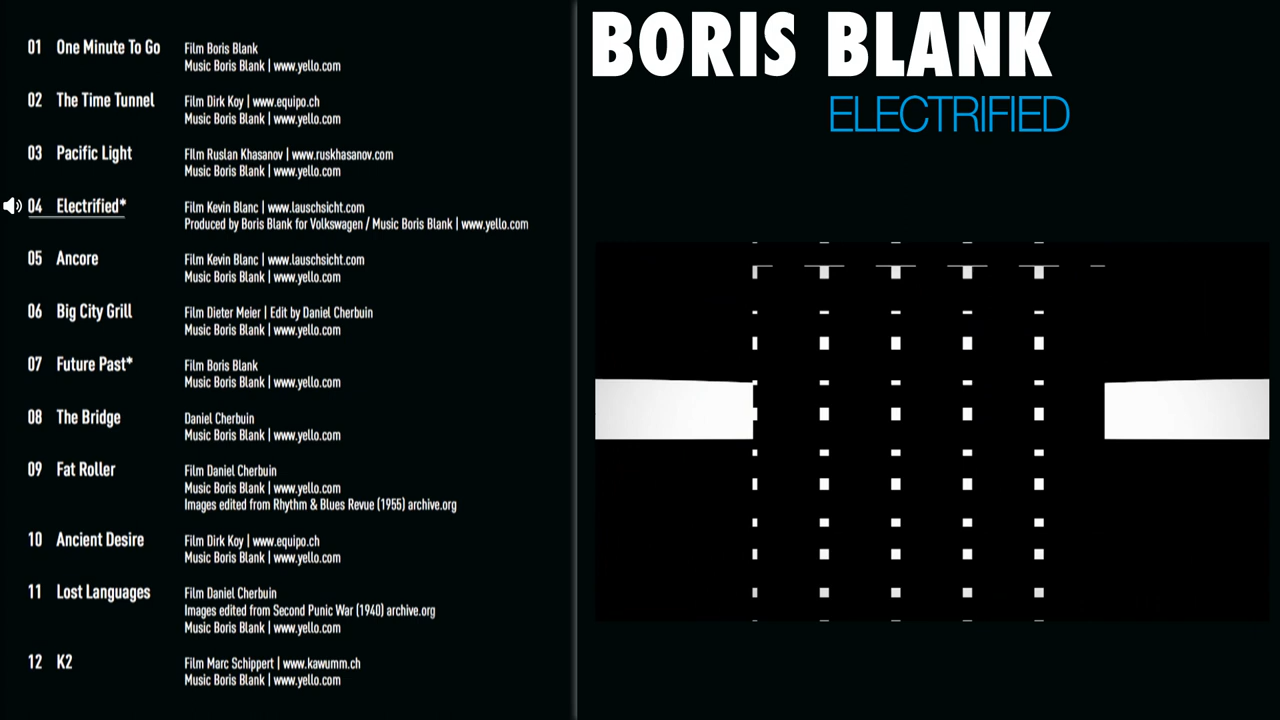 01 One Minute To Go
Film Boris Blank
Music Boris Blank | www.yello.com
02 The Time Tunnel
Film Dirk Koy | www.equipo.ch
Music Boris Blank | www.yello.com
03 Pacific Light
FIlm Ruslan Khasanov | www.ruskhasanov.com
Music Boris Blank | www.yello.com
04 Electrified*
Film Kevin Blanc | www.lauschsicht.com
Produced by Boris Blank for Volkswagen / Music Boris Blank | www.yello.com
05 Ancore
Film Kevin Blanc | www.lauschsicht.com
Music Boris Blank | www.yello.com
06 Big City Grill
Film Dieter Meier | Edit by Daniel Cherbuin
Music Boris Blank | www.yello.com
07 Future Past*
Film Boris Blank
Music Boris Blank | www.yello.com
08 The Bridge
Daniel Cherbuin
Music Boris Blank | www.yello.com
09 Fat Roller
Film Daniel Cherbuin
Music Boris Blank | www.yello.com
Images edited from Rhythm & Blues Revue (1955) archive.org
10 Ancient Desire
Film Dirk Koy | www.equipo.ch
Music Boris Blank | www.yello.com
11 Lost Languages
Film Daniel Cherbuin
Images edited from Second Punic War (1940) archive.org
Music Boris Blank | www.yello.com
12 K2
Film Marc Schippert | www.kawumm.ch
Music Boris Blank | www.yello.com
BORIS BLANK
ELECTRIFIED